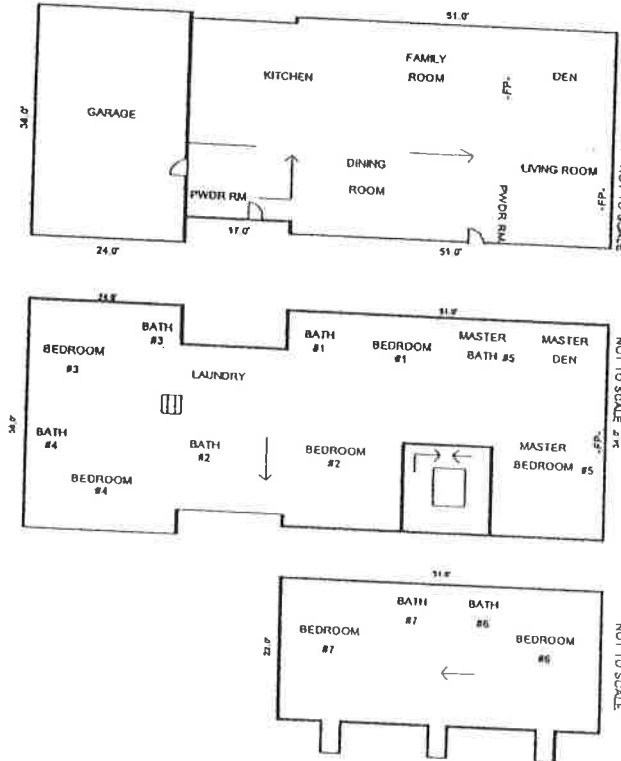 51.0'
FAMILY
ROOM
KITCHEN
-FP-
DEN
36.0'
GARAGE
DINING
ROOM
LIVING ROOM
PWDR RM
PWDR RM
-FP-
24.0'
17.0'
51.0'
NOT TO SCALE
51.0'
BATH
#3
BATH
#1
BEDROOM
#1
MASTER
BATH #5
MASTER
DEN
BEDROOM
#3
LAUNDRY
BATH
#4
BATH
#2
BEDROOM
#2
MASTER
BEDROOM #5
-FP-
BEDROOM
#4
NOT TO SCALE
51.0'
BATH
#7
BATH
#6
BEDROOM
#7
BEDROOM
#6
22.0'
NOT TO SCALE